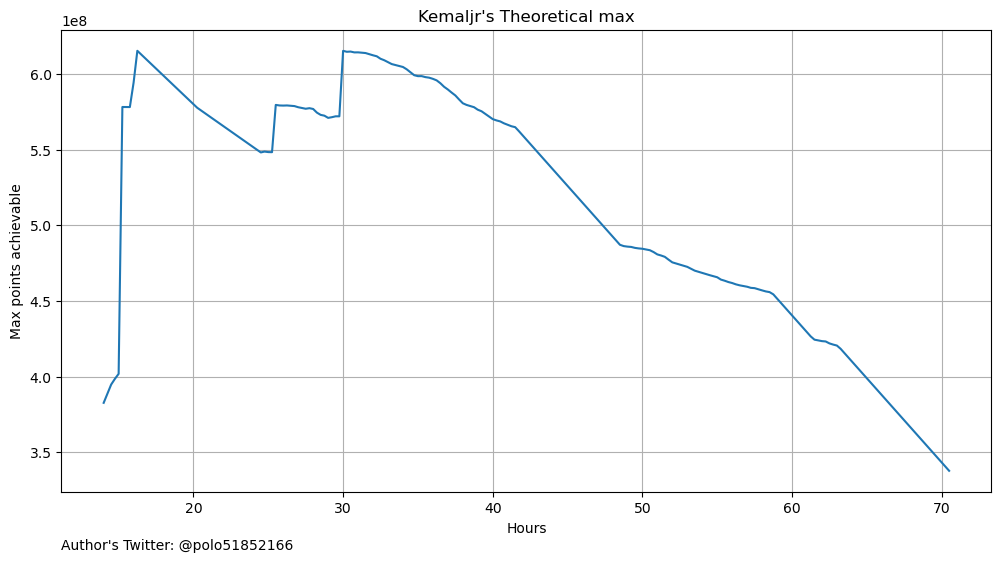 Kemaljr's Theoretical max
1e8
6.0
5.5
5.0
4.5
4.0
3.5
Max points achievable
20 30 40 50 60 70
Hours
Author's Twitter: @polo51852166